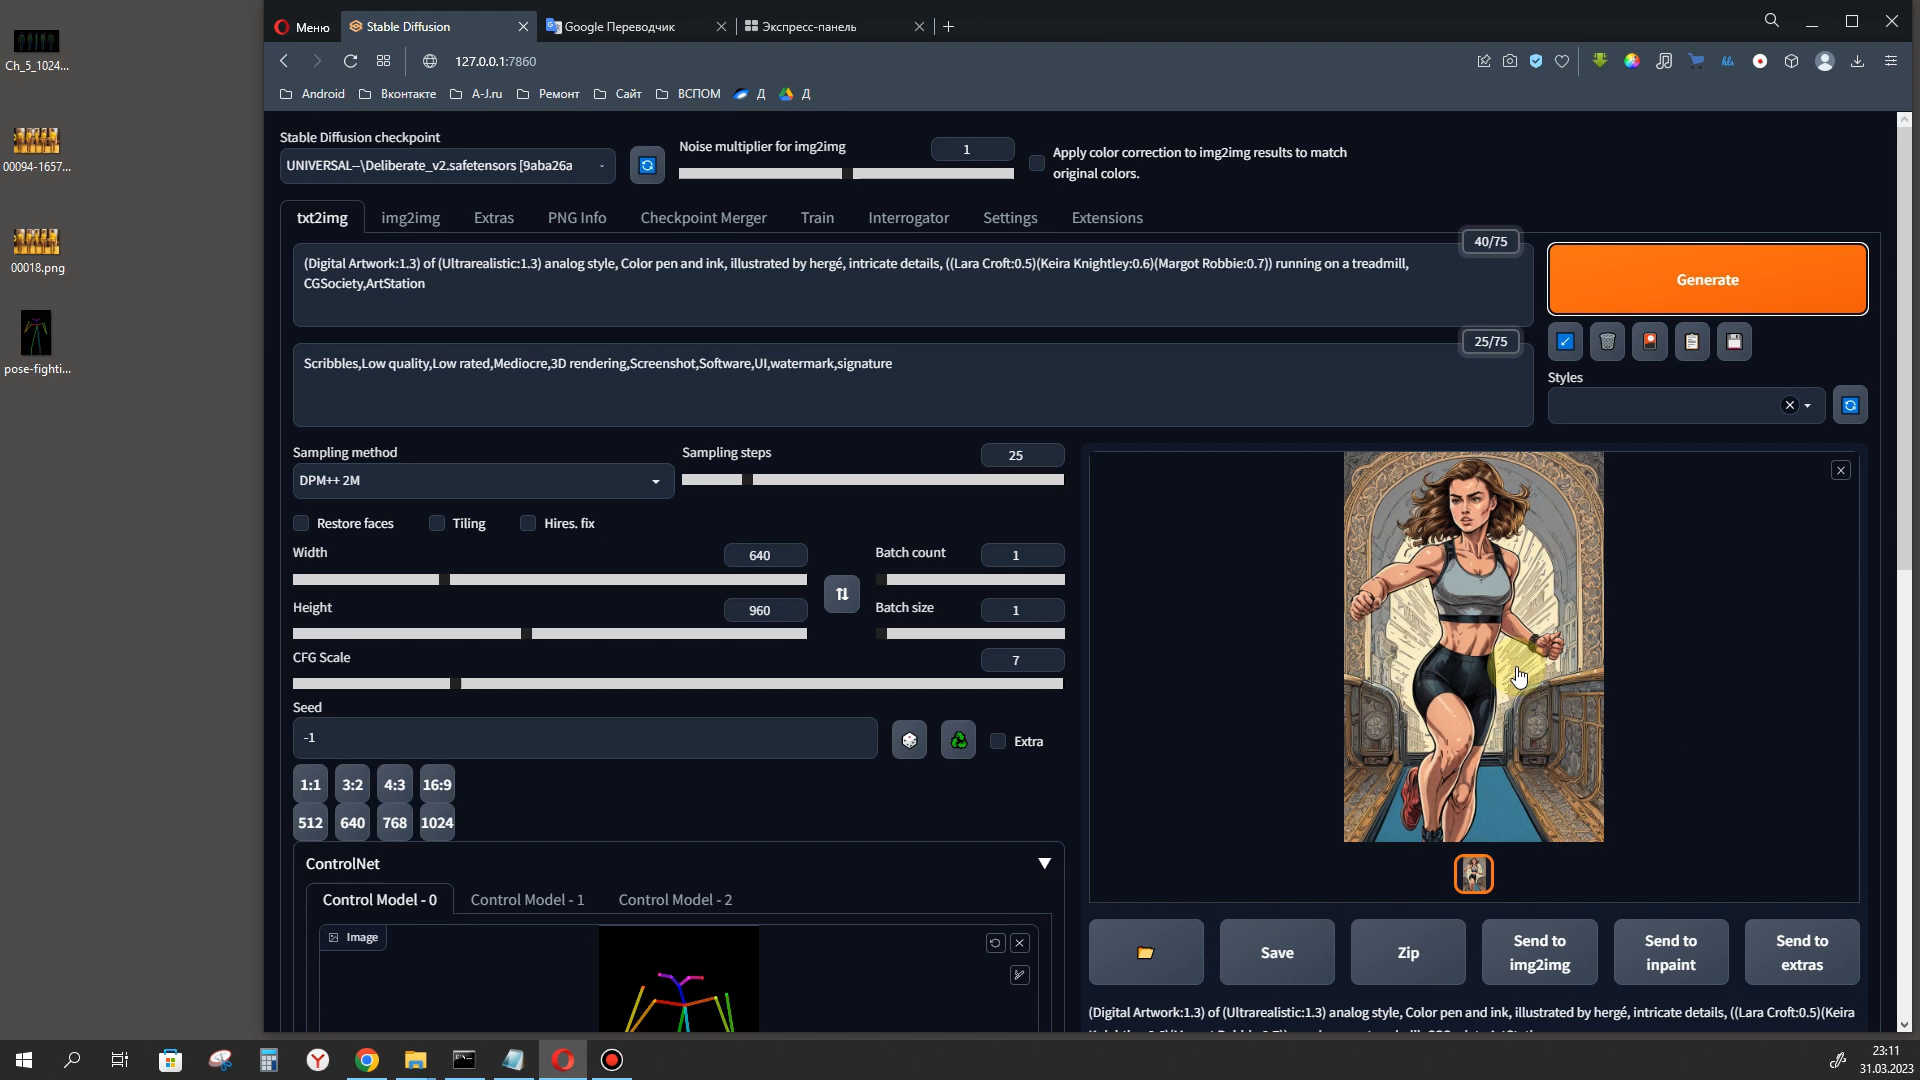 Ch_5_1024...
00094-1657...
00018.png
pose-fighti...
Меню
Stable Diffusion
Google Переводчик
Экспресс-панель
127.0.0.1:7860
Android
Вконтакте
A-J.ru
Ремонт
Сайт
ВСПОМ
Д
Д
Stable Diffusion checkpoint
UNIVERSAL--\Deliberate_v2.safetensors [9aba26a
Noise multiplier for img2img
1
Apply color correction to img2img results to match
original colors.
txt2img
img2img
Extras
PNG Info
Checkpoint Merger
Train
Interrogator
Settings
Extensions
40/75
(Digital Artwork:1.3) of (Ultrarealistic:1.3) analog style, Color pen and ink, illustrated by hergé, intricate details, ((Lara Croft:0.5)(Keira Knightley:0.6)(Margot Robbie:0.7)) running on a treadmill,
CGSociety,ArtStation
Generate
25/75
Scribbles,Low quality,Low rated,Mediocre,3D rendering,Screenshot,Software,UI,watermark,signature
Styles
Sampling method
DPM++ 2M
Sampling steps
25
Restore faces
Tiling
Hires. fix
Width
640
Batch count
1
Height
960
Batch size
1
CFG Scale
7
Seed
-1
Extra
1:1
3:2
4:3
16:9
512
640
768
1024
ControlNet
Control Model - 0
Control Model - 1
Control Model - 2
Image
Save
Zip
Send to
img2img
Send to
inpaint
Send to
extras
(Digital Artwork:1.3) of (Ultrarealistic:1.3) analog style, Color pen and ink, illustrated by hergé, intricate details, ((Lara Croft:0.5)(Keira
23:11
31.03.2023